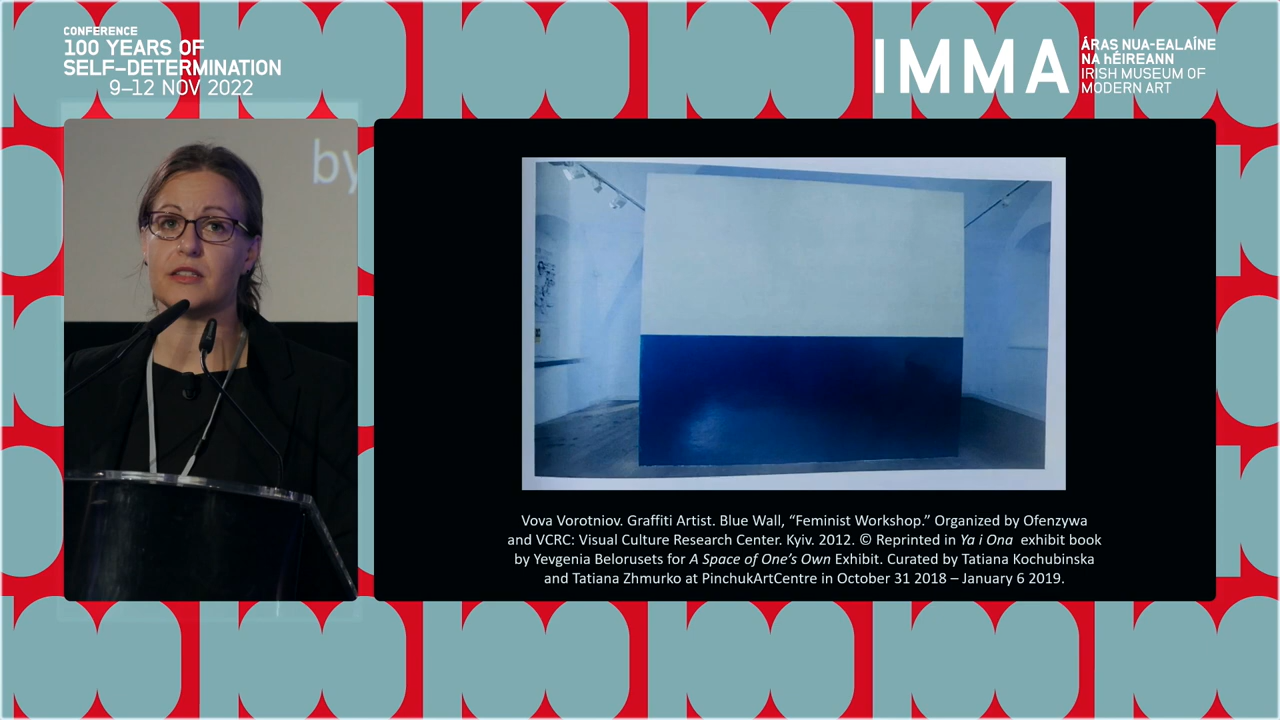 CONFERENCE
100 YEARS OF
SELF–DETERMINATION
9–12 NOV 2022
IMMA
ÁRAS NUA-EALAÍNE
NA hÉIREANN
IRISH MUSEUM OF
MODERN ART
by
Vova Vorotniov. Graffiti Artist. Blue Wall, “Feminist Workshop.” Organized by Ofenzywa
and VCRC: Visual Culture Research Center. Kyiv. 2012. © Reprinted in Ya i Ona exhibit book
by Yevgenia Belorusets for A Space of One’s Own Exhibit. Curated by Tatiana Kochubinska
and Tatiana Zhmurko at PinchukArtCentre in October 31 2018 – January 6 2019.